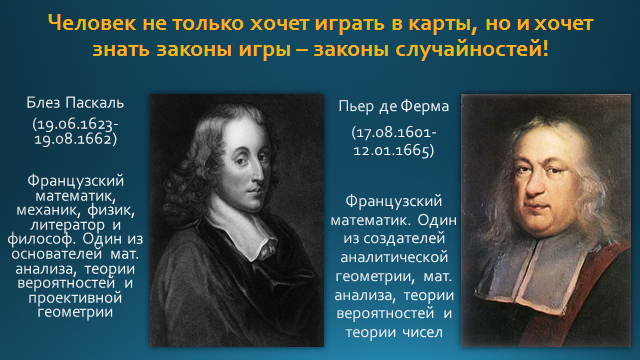 Человек не только хочет играть в карты, но и хочет
знать законы игры – законы случайностей!
Блез Паскаль
(19.06.1623-
19.08.1662)
Французский
математик,
механик, физик,
литератор и
философ. Один из
основателей мат.
анализа, теории
вероятностей и
проективной
геометрии
Пьер де Ферма
(17.08.1601-
12.01.1665)
Французский
математик. Один
из создателей
аналитической
геометрии, мат.
анализа, теории
вероятностей и
теории чисел